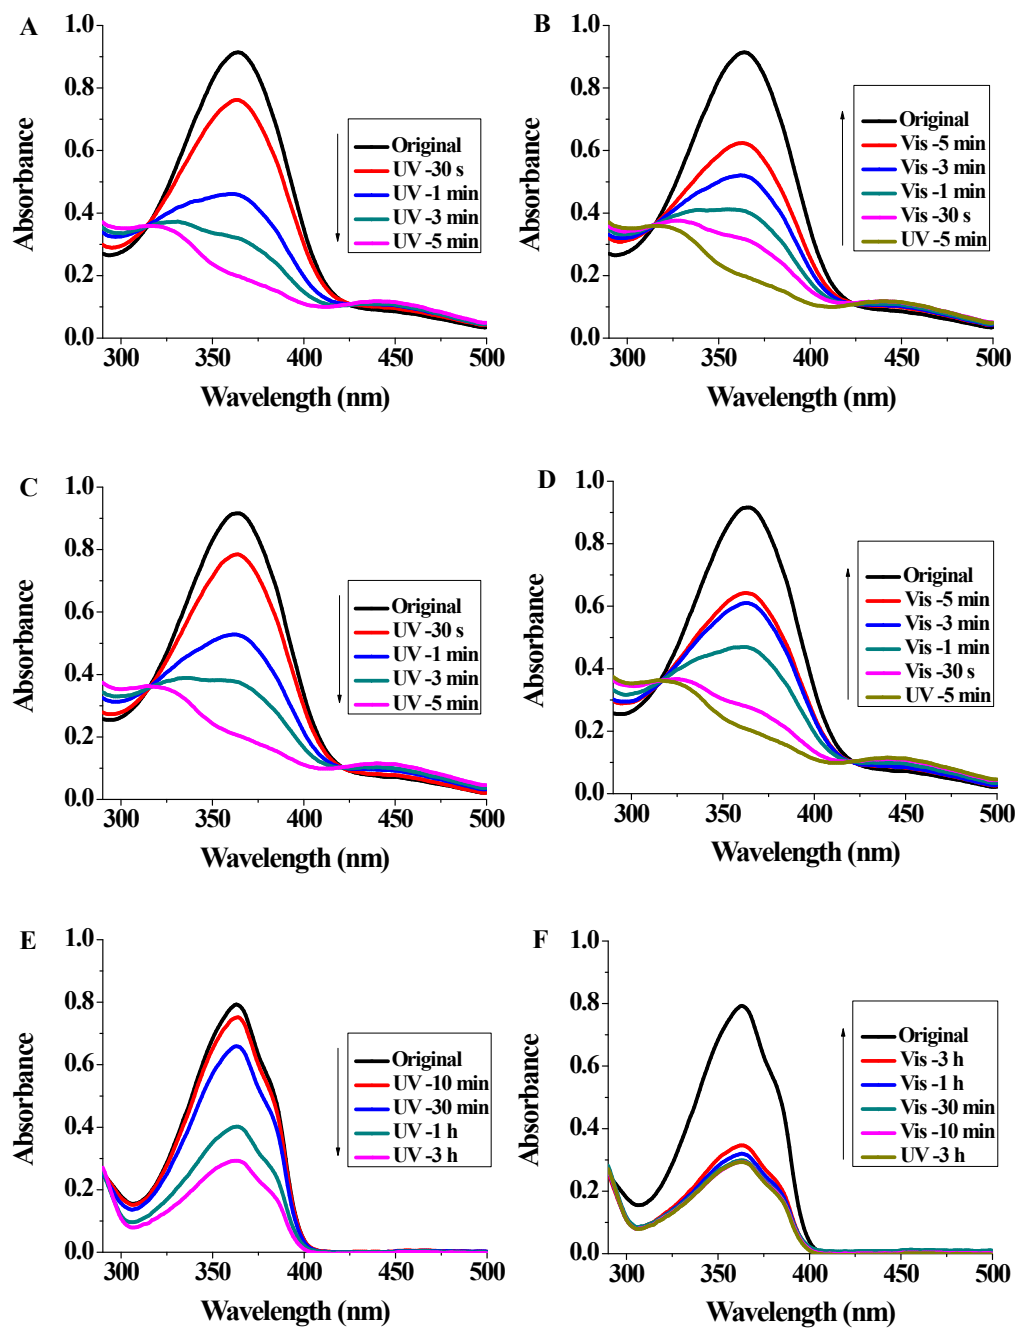 A
1.0
0.8
0.6
0.4
0.2
0.0
Absorbance
300
350
400
450
500
Wavelength (nm)
Original
UV -30 s
UV -1 min
UV -3 min
UV -5 min
B
1.0
0.8
0.6
0.4
0.2
0.0
Absorbance
300
350
400
450
500
Wavelength (nm)
Original
Vis -5 min
Vis -3 min
Vis -1 min
Vis -30 s
UV -5 min
C
1.0
0.8
0.6
0.4
0.2
0.0
Absorbance
300
350
400
450
500
Wavelength (nm)
Original
UV -30 s
UV -1 min
UV -3 min
UV -5 min
D
1.0
0.8
0.6
0.4
0.2
0.0
Absorbance
300
350
400
450
500
Wavelength (nm)
Original
Vis -5 min
Vis -3 min
Vis -1 min
Vis -30 s
UV -5 min
E
1.0
0.8
0.6
0.4
0.2
0.0
Absorbance
300
350
400
450
500
Wavelength (nm)
Original
UV -10 min
UV -30 min
UV -1 h
UV -3 h
F
1.0
0.8
0.6
0.4
0.2
0.0
Absorbance
300
350
400
450
500
Wavelength (nm)
Original
Vis -3 h
Vis -1 h
Vis -30 min
Vis -10 min
UV -3 h